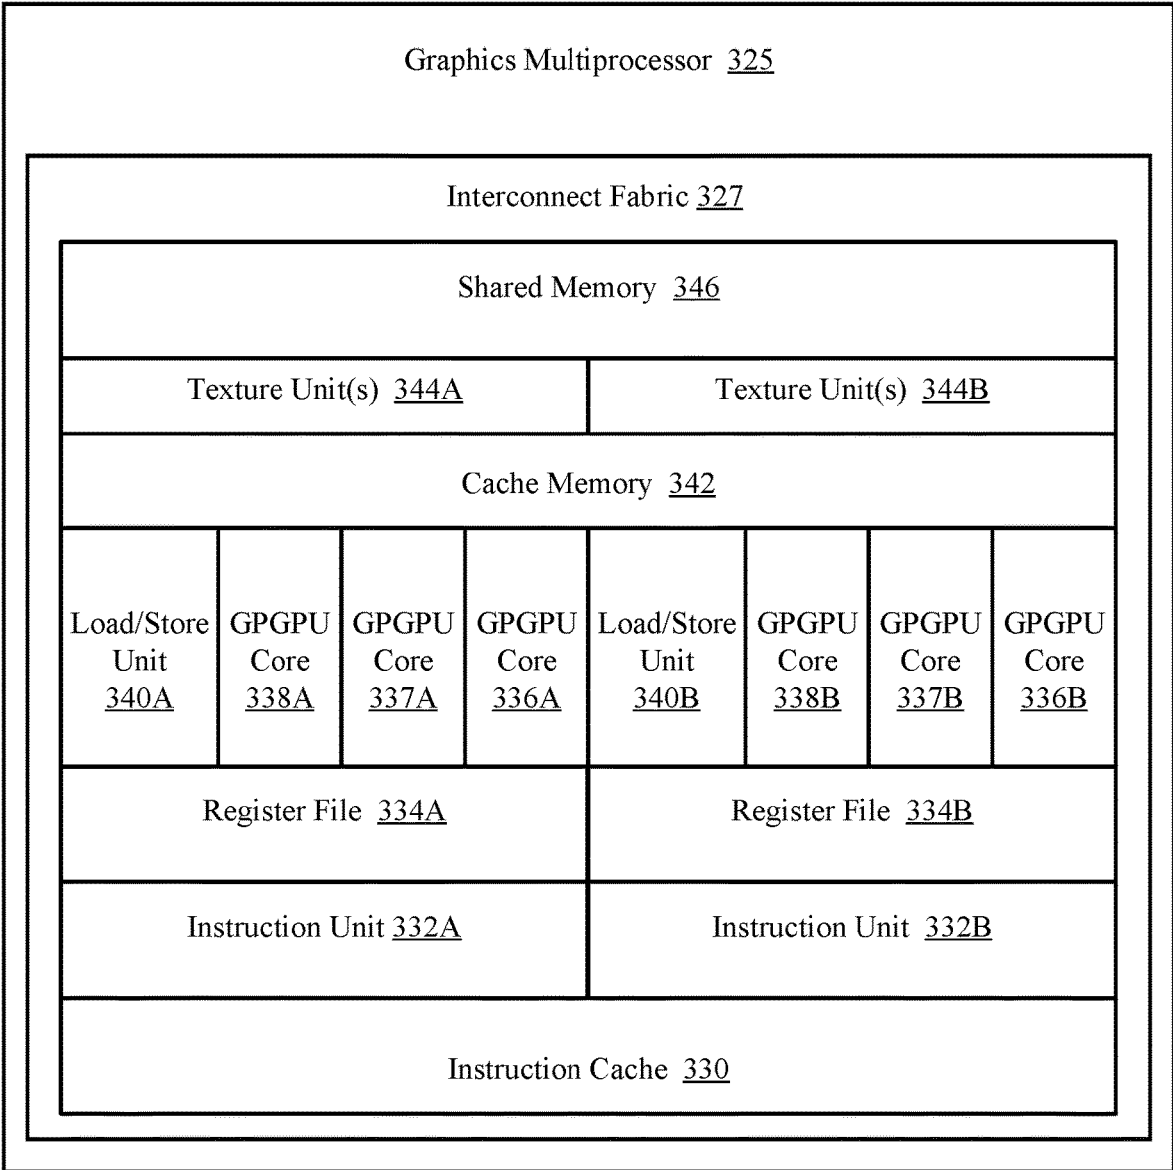 Graphics Multiprocessor 325
Interconnect Fabric 327
Shared Memory 346
Texture Unit(s) 344A
Texture Unit(s) 344B
Cache Memory 342
Load/Store
Unit
340A
GPGPU
Core
338A
GPGPU
Core
337A
GPGPU
Core
336A
Load/Store
Unit
340B
GPGPU
Core
338B
GPGPU
Core
337B
GPGPU
Core
336B
Register File 334A
Register File 334B
Instruction Unit 332A
Instruction Unit 332B
Instruction Cache 330